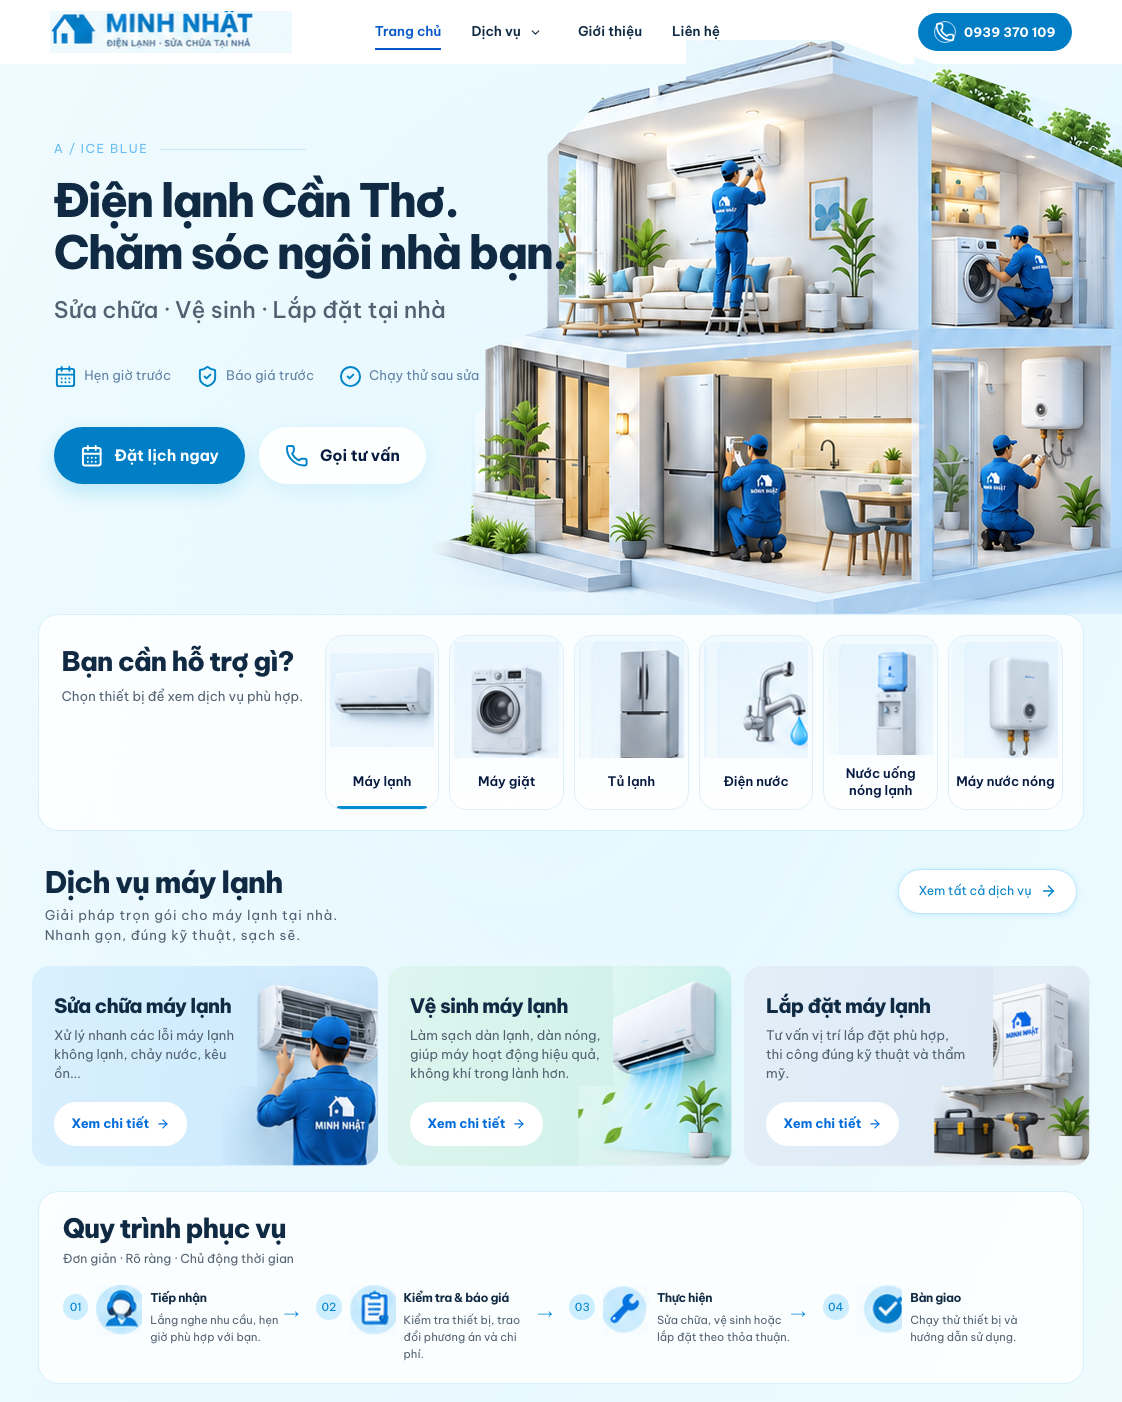 MINH NHẬT
ĐIỆN LẠNH - SỬA CHỮA TẠI NHÀ
Trang chủ
Dịch vụ
Giới thiệu
Liên hệ
0939 370 109
A / ICE BLUE
Điện lạnh Cần Thơ.
Chăm sóc ngôi nhà bạn.
Sửa chữa · Vệ sinh · Lắp đặt tại nhà
Hẹn giờ trước
Báo giá trước
Chạy thử sau sửa
Đặt lịch ngay
Gọi tư vấn
MINH NHẬT
MINH NHẬT
MINH NHẬT
Bạn cần hỗ trợ gì?
Chọn thiết bị để xem dịch vụ phù hợp.
Máy lạnh
Máy giặt
Tủ lạnh
Điện nước
Nước uống
nóng lạnh
Máy nước nóng
Dịch vụ máy lạnh
Giải pháp trọn gói cho máy lạnh tại nhà.
Nhanh gọn, đúng kỹ thuật, sạch sẽ.
Xem tất cả dịch vụ
Sửa chữa máy lạnh
Xử lý nhanh các lỗi máy lạnh
không lạnh, chảy nước, kêu
ồn...
Xem chi tiết
MINH NHẬT
Vệ sinh máy lạnh
Làm sạch dàn lạnh, dàn nóng,
giúp máy hoạt động hiệu quả,
không khí trong lành hơn.
Xem chi tiết
Lắp đặt máy lạnh
Tư vấn vị trí lắp đặt phù hợp,
thi công đúng kỹ thuật và thẩm
mỹ.
Xem chi tiết
MINH NHẬT
Quy trình phục vụ
Đơn giản · Rõ ràng · Chủ động thời gian
01
Tiếp nhận
Lắng nghe nhu cầu, hẹn
giờ phù hợp với bạn.
→
02
Kiểm tra & báo giá
Kiểm tra thiết bị, trao
đổi phương án và chi
phí.
→
03
Thực hiện
Sửa chữa, vệ sinh hoặc
lắp đặt theo thỏa thuận.
→
04
Bàn giao
Chạy thử thiết bị và
hướng dẫn sử dụng.